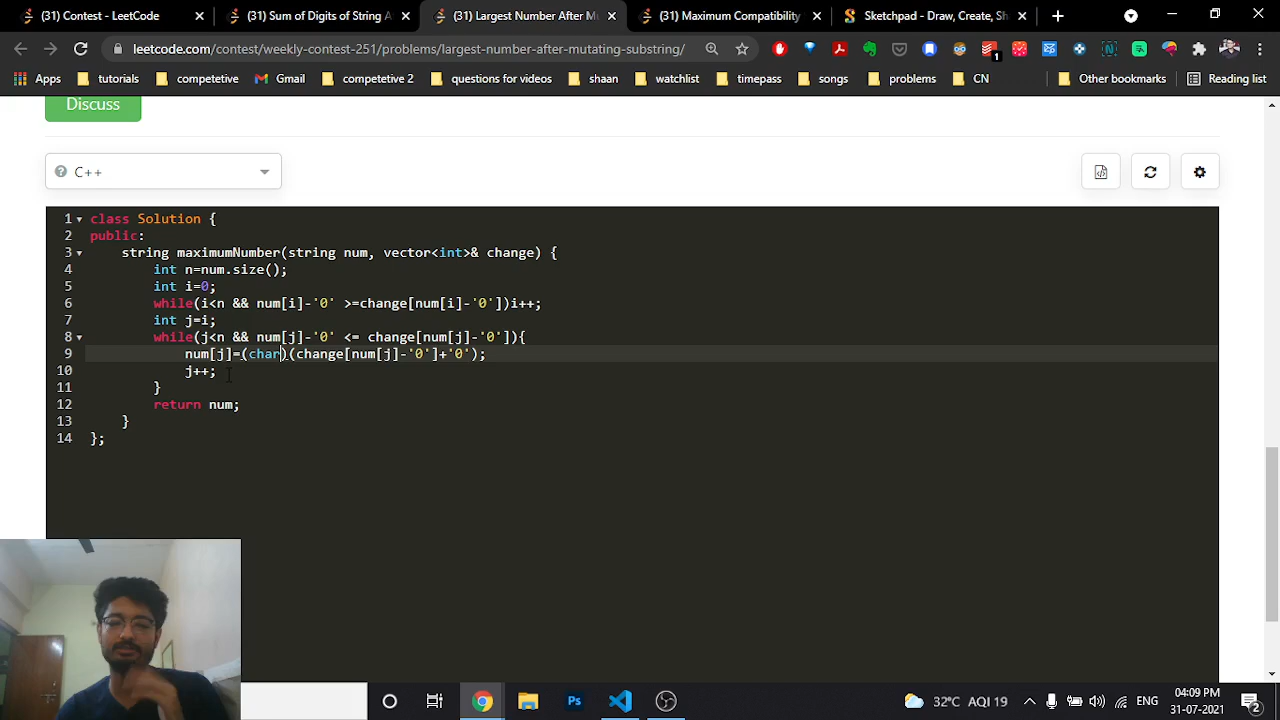 (31) Contest - LeetCode
(31) Sum of Digits of String A
(31) Largest Number After Mu
(31) Maximum Compatibility
Sketchpad - Draw, Create, Sh
leetcode.com/contest/weekly-contest-251/problems/largest-number-after-mutating-substring/
Apps tutorials competetive Gmail competetive 2 questions for videos shaan watchlist timepass songs problems CN Other bookmarks Reading list
Discuss
C++
1 class Solution {
2 public:
3 string maximumNumber(string num, vector<int>& change) {
4 int n=num.size();
5 int i=0;
6 while(i<n && num[i]-'0' >=change[num[i]-'0'])i++;
7 int j=i;
8 while(j<n && num[j]-'0' <= change[num[j]-'0']){
9 num[j]=(char)(change[num[j]-'0']+'0');
10 j++;
11 }
12 return num;
13 }
14 };
32°C AQI 19 ENG 04:09 PM
31-07-2021 2